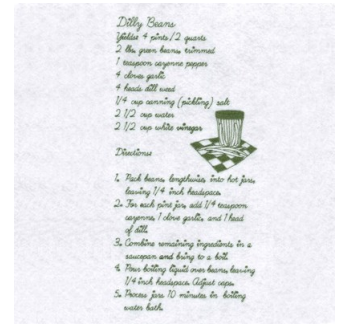 Dilly Beans
Yields: 4 pints/2 quarts
2 lbs. green beans, trimmed
1 teaspoon cayenne pepper
4 cloves garlic
4 heads dill weed
1/4 cup canning (pickling) salt
2 1/2 cup water
2 1/2 cup white vinegar
Directions:
1. Pack beans, lengthwise, into hot jars,
leaving 1/4 inch headspace.
2. For each pint jar, add 1/4 teaspoon
cayenne, 1 clove garlic, and 1 head
of dill.
3. Combine remaining ingredients in a
saucepan and bring to a boil.
4. Pour boiling liquid over beans, leaving
1/4 inch headspace. Adjust caps.
5. Process jars 10 minutes in boiling
water bath.